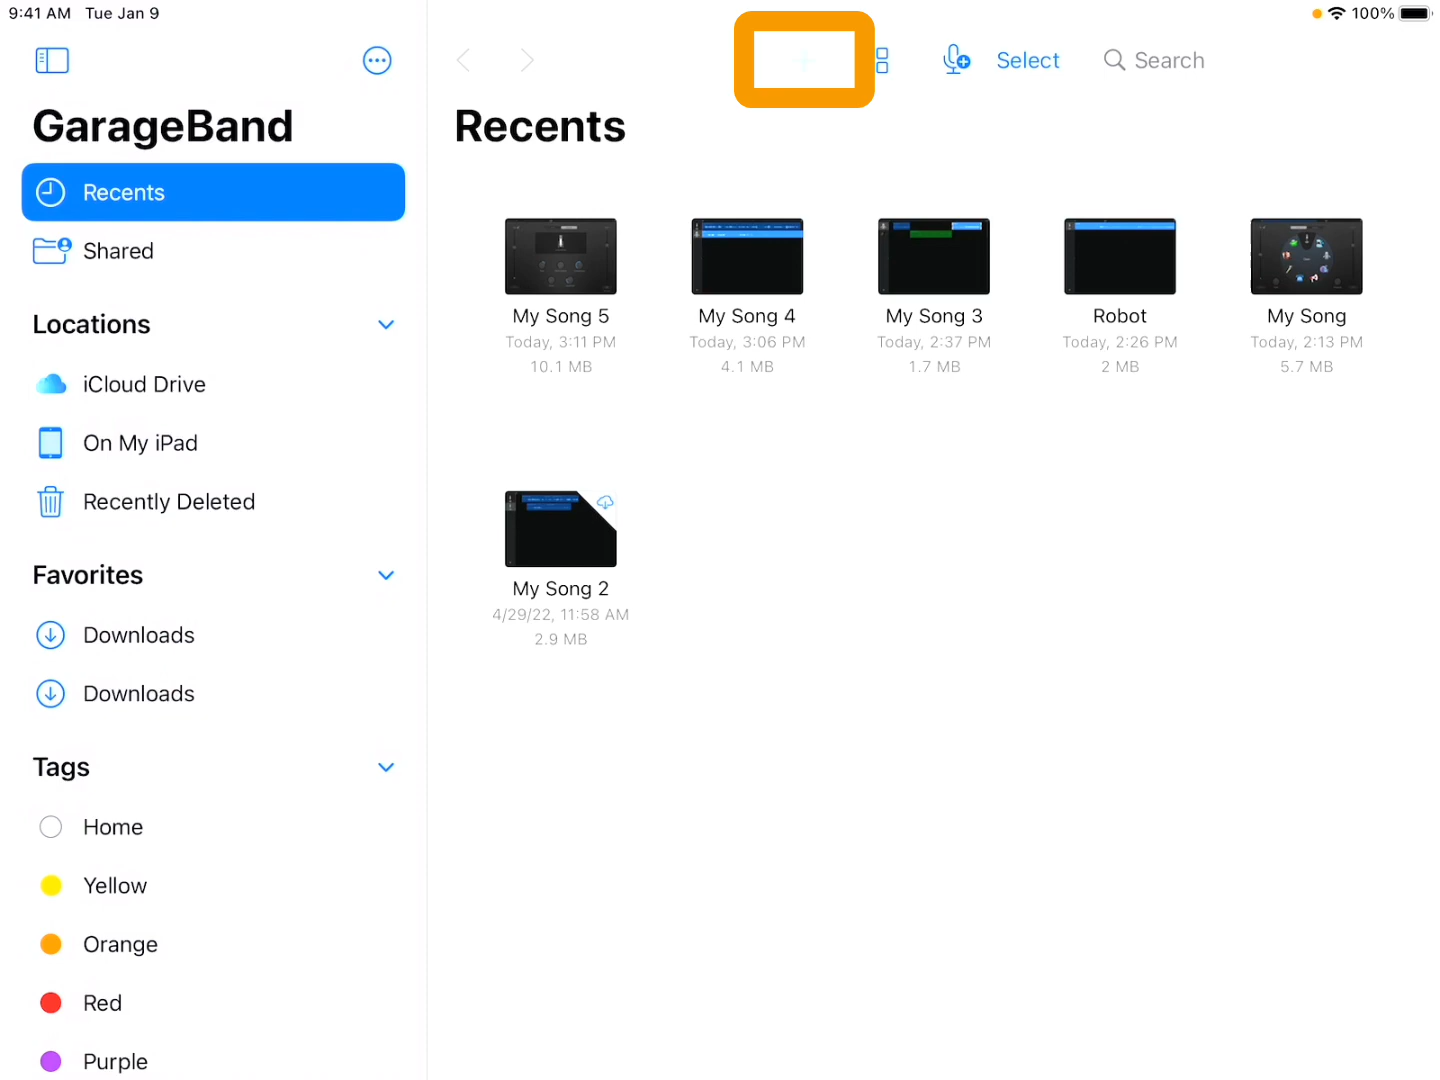 9:41 AM Tue Jan 9
100%
Select
Search
GarageBand
Recents
Recents
Shared
Locations
iCloud Drive
On My iPad
Recently Deleted
Favorites
Downloads
Downloads
Tags
Home
Yellow
Orange
Red
Purple
My Song 5
Today, 3:11 PM
10.1 MB
My Song 4
Today, 3:06 PM
4.1 MB
My Song 3
Today, 2:37 PM
1.7 MB
Robot
Today, 2:26 PM
2 MB
My Song
Today, 2:13 PM
5.7 MB
My Song 2
4/29/22, 11:58 AM
2.9 MB